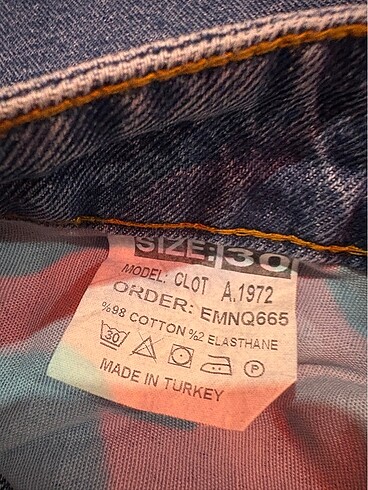 SIZE: 30
MODEL: CLOT A.1972
ORDER: EMNQ665
%98 COTTON %2 ELASTHANE
30 P
MADE IN TURKEY